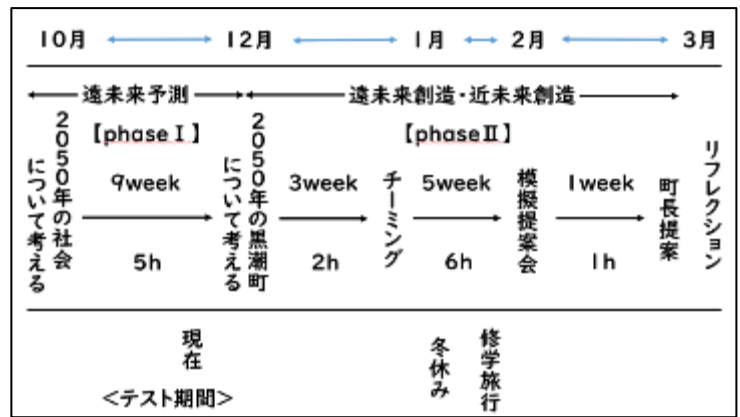 10月 12月 1月 2月 3月
遠未来予測 遠未来創造・近未来創造
【phaseⅠ】 【phaseⅡ】
2050年の社会
について考える
9week
5h
2050年の黒潮町
について考える
3week
2h
チーミング
5week
6h
模擬提案会
1week
1h
町長提案
リフレクション
現在
<テスト期間>
冬休み
修学旅行